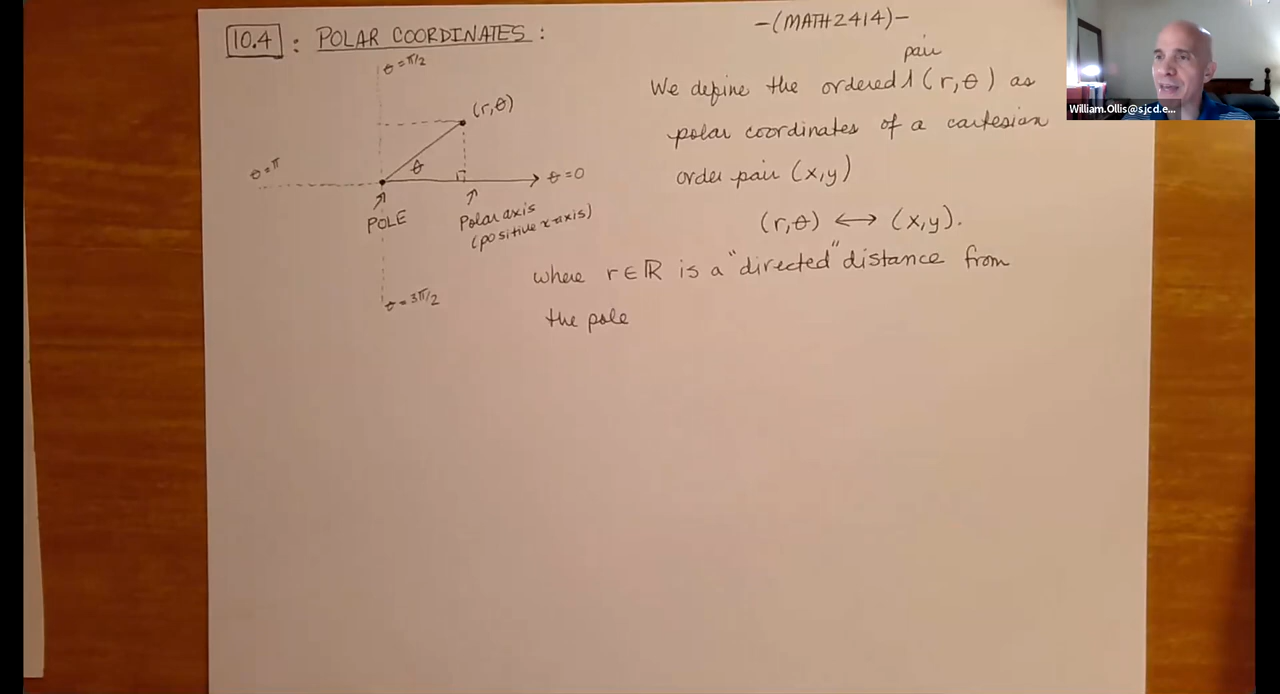 10.4 : POLAR COORDINATES :
-(MATH2414)-
θ = π/2
(r,θ)
θ
θ = π
θ = 0
POLE
Polar axis
(positive x-axis)
θ = 3π/2
pair
We define the ordered ∧ (r,θ) as
polar coordinates of a cartesian
order pair (x,y)
(r,θ) ⟷ (x,y).
where r ∈ ℝ is a "directed" distance from
the pole
William.Ollis@sjcd.e...